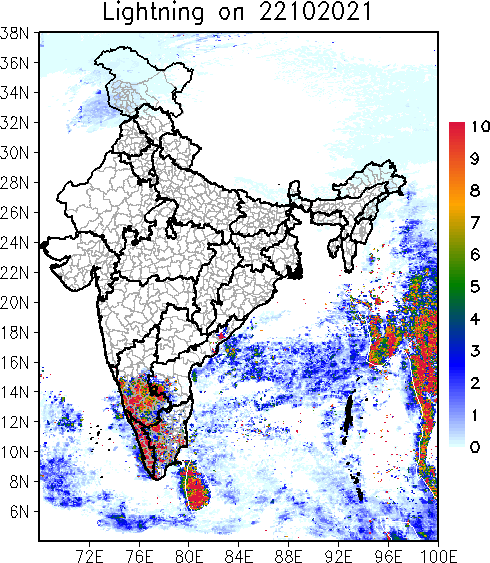 Lightning on 22102021
38N
36N
34N
32N
30N
28N
26N
24N
22N
20N
18N
16N
14N
12N
10N
8N
6N
72E 76E 80E 84E 88E 92E 96E 100E
10
9
8
7
6
5
4
3
2
1
0